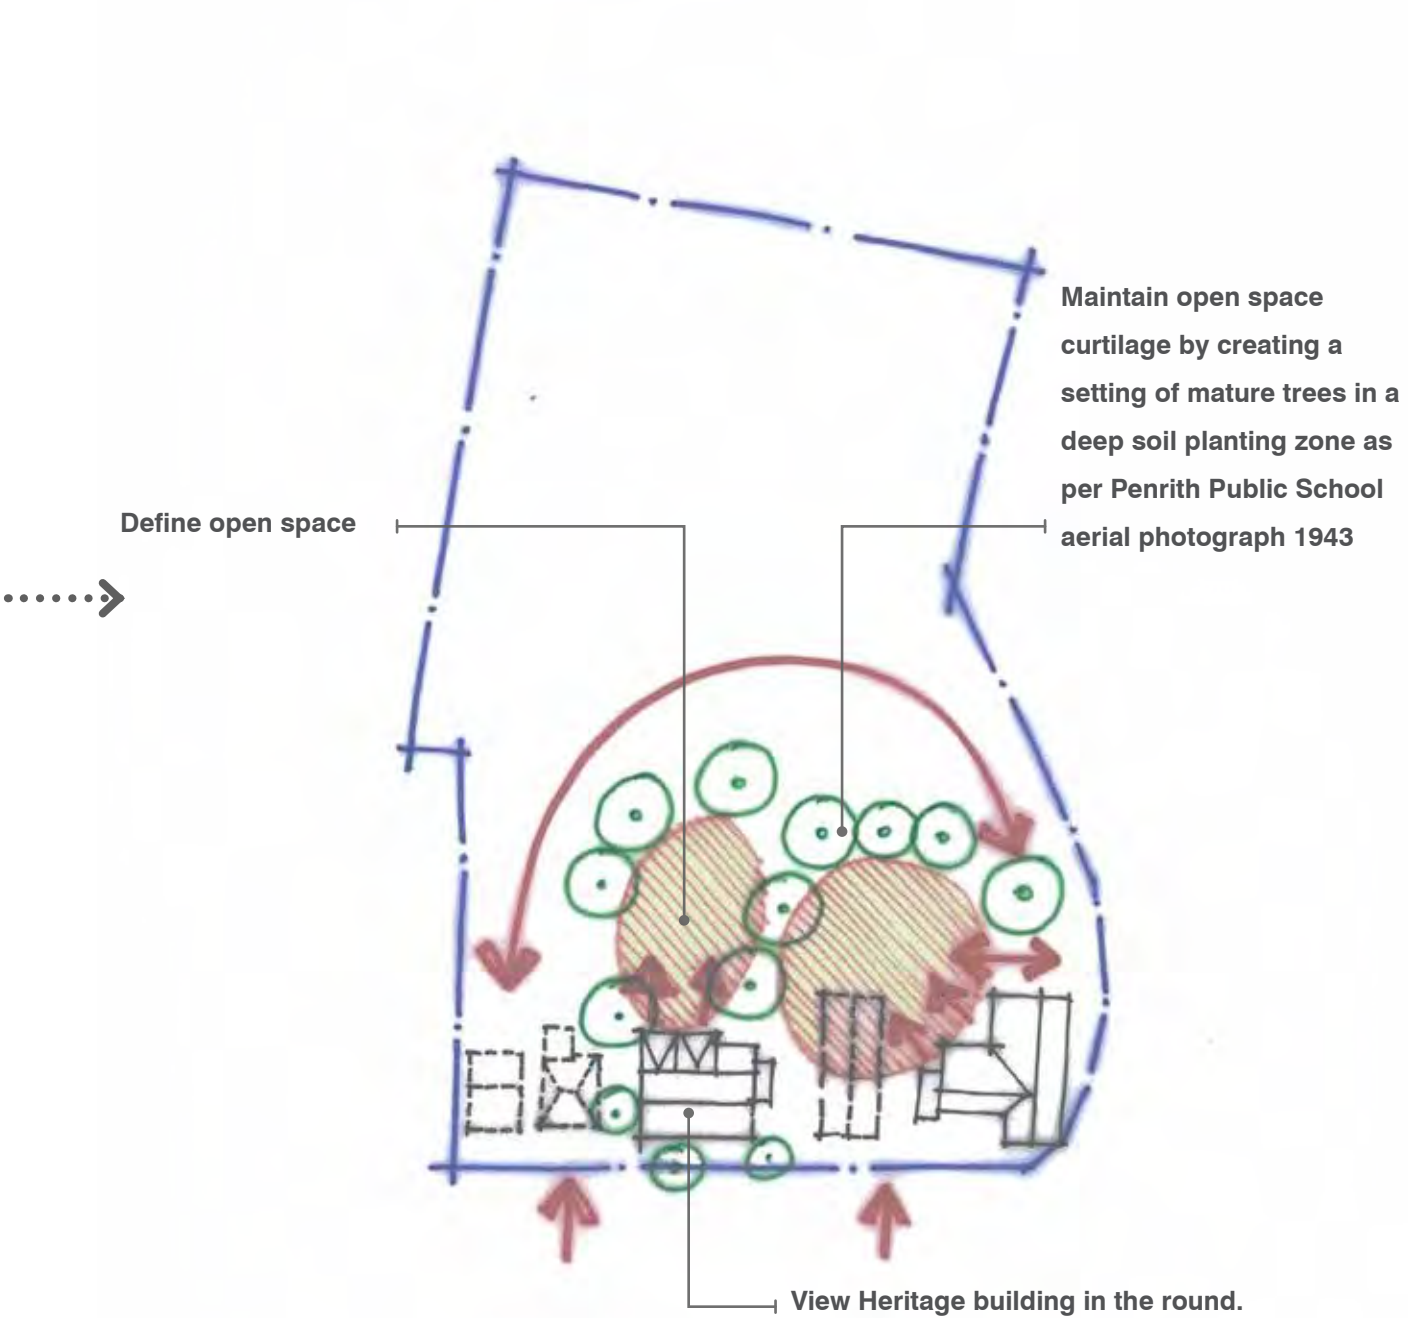 Maintain open space
curtilage by creating a
setting of mature trees in a
deep soil planting zone as
per Penrith Public School
aerial photograph 1943
Define open space
View Heritage building in the round.